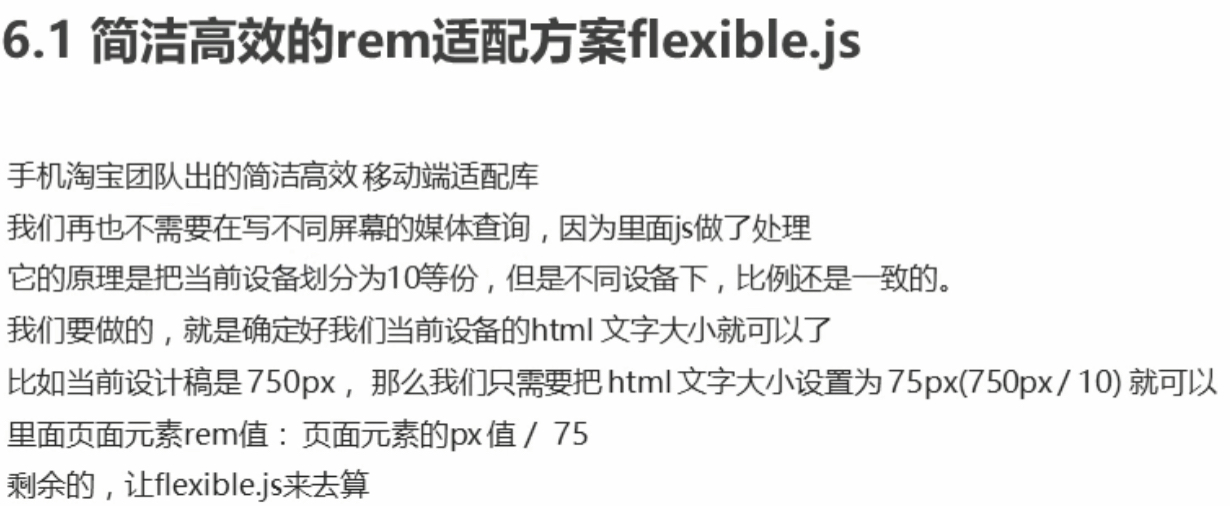 6.1 简洁高效的rem适配方案flexible.js
手机淘宝团队出的简洁高效 移动端适配库
我们再也不需要在写不同屏幕的媒体查询，因为里面js做了处理
它的原理是把当前设备划分为10等份，但是不同设备下，比例还是一致的。
我们要做的，就是确定好我们当前设备的html 文字大小就可以了
比如当前设计稿是 750px， 那么我们只需要把 html 文字大小设置为 75px(750px / 10) 就可以
里面页面元素rem值： 页面元素的px 值 / 75
剩余的，让flexible.js来去算